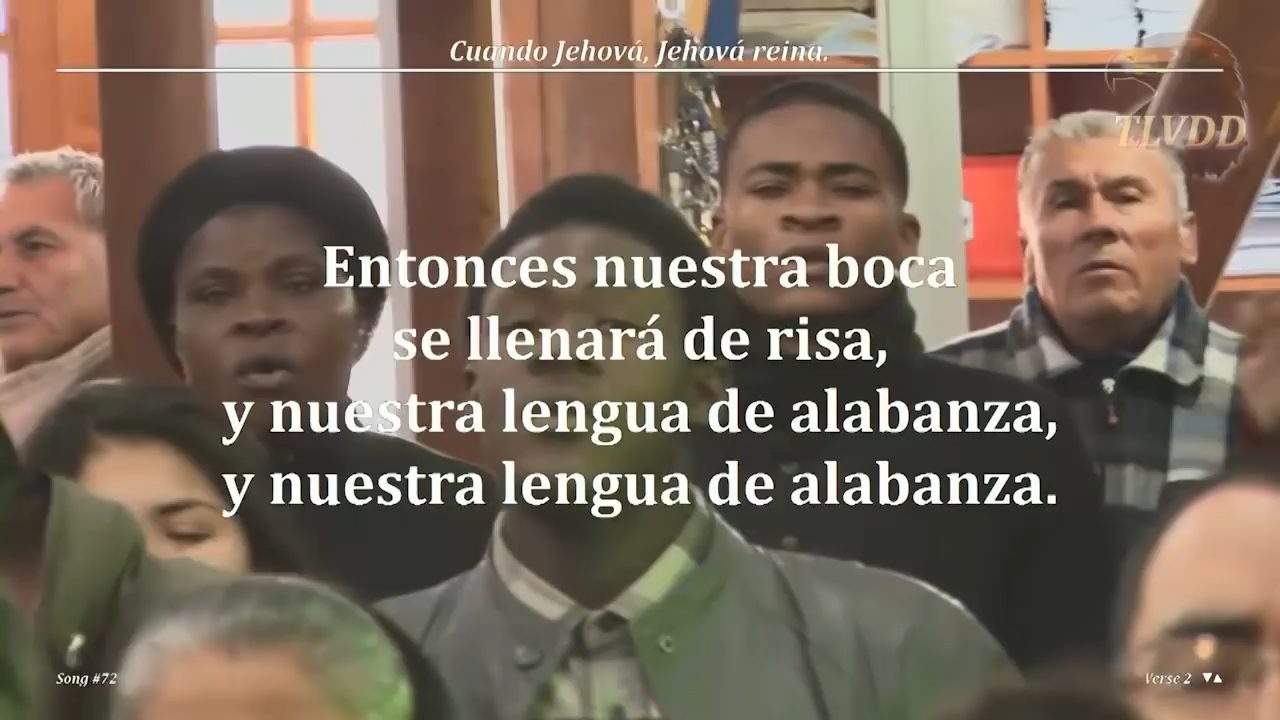 Cuando Jehová, Jehová reina.
TLVDD
Entonces nuestra boca
se llenará de risa,
y nuestra lengua de alabanza,
y nuestra lengua de alabanza.
Song #72
Verse 2 ▼▲